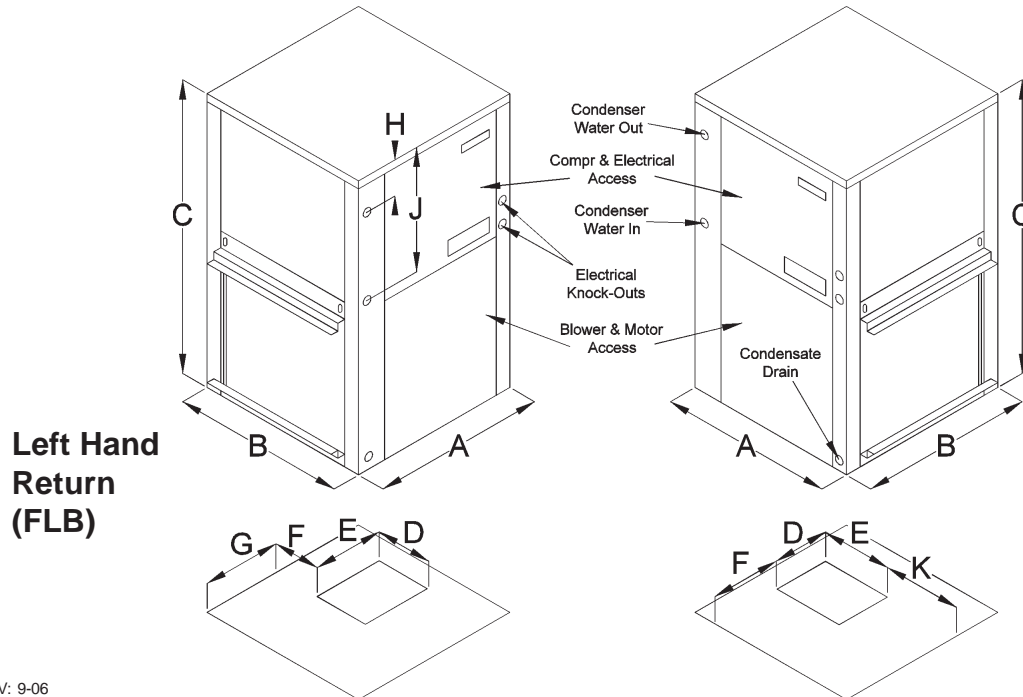 H
C
J
B
A
Condenser
Water Out
Compr & Electrical
Access
Condenser
Water In
Electrical
Knock-Outs
Blower & Motor
Access
Condensate
Drain
C
A
B
Left Hand
Return
(FLB)
G
F
E
D
F
D
E
K
V: 9-06